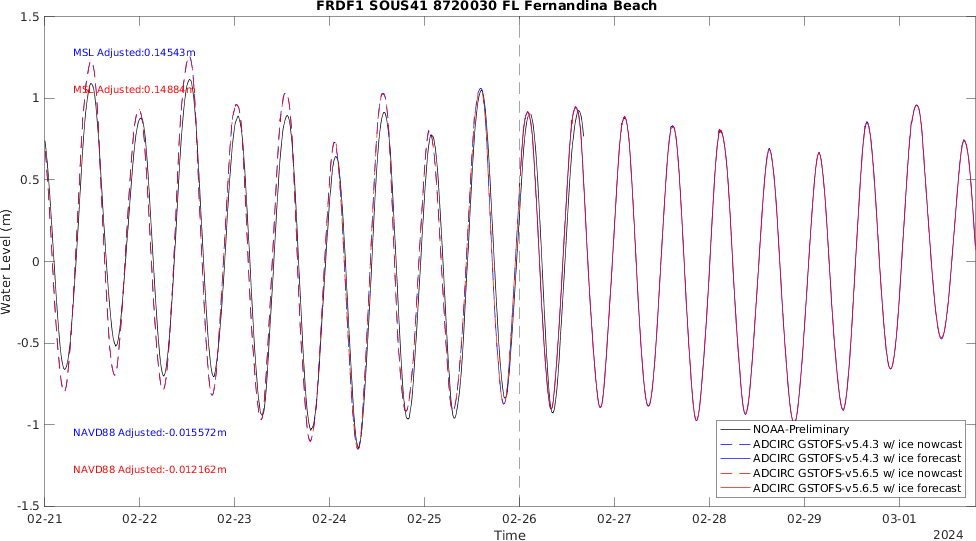 FRDF1 SOUS41 8720030 FL Fernandina Beach
1.5
1
0.5
0
-0.5
-1
-1.5
Water Level (m)
MSL Adjusted:0.14543m
MSL Adjusted:0.14884m
NAVD88 Adjusted:-0.015572m
NAVD88 Adjusted:-0.012162m
NOAA-Preliminary
ADCIRC GSTOFS-v5.4.3 w/ ice nowcast
ADCIRC GSTOFS-v5.4.3 w/ ice forecast
ADCIRC GSTOFS-v5.6.5 w/ ice nowcast
ADCIRC GSTOFS-v5.6.5 w/ ice forecast
02-21 02-22 02-23 02-24 02-25 02-26 02-27 02-28 02-29 03-01
Time
2024